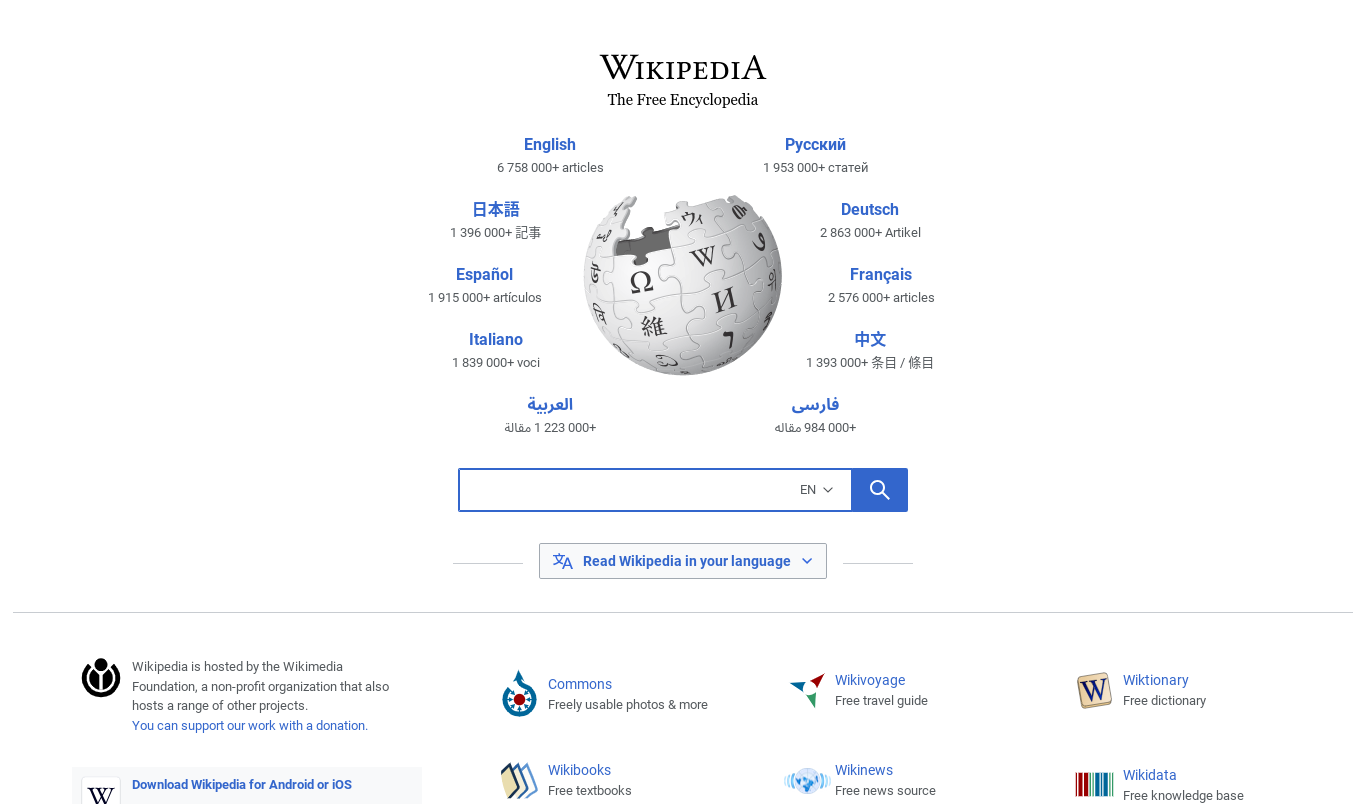 WIKIPEDIA
The Free Encyclopedia
English
6 758 000+ articles
Русский
1 953 000+ статей
日本語
1 396 000+ 記事
Deutsch
2 863 000+ Artikel
Español
1 915 000+ artículos
Français
2 576 000+ articles
Italiano
1 839 000+ voci
中文
1 393 000+ 条目 / 條目
العربية
1 223 000+ مقالة
فارسی
984 000+ مقاله
Ω
W
И
維
ウィ
EN
Read Wikipedia in your language
Wikipedia is hosted by the Wikimedia
Foundation, a non-profit organization that also
hosts a range of other projects.
You can support our work with a donation.
W
Download Wikipedia for Android or iOS
Commons
Freely usable photos & more
Wikivoyage
Free travel guide
W
Wiktionary
Free dictionary
Wikibooks
Free textbooks
Wikinews
Free news source
Wikidata
Free knowledge base